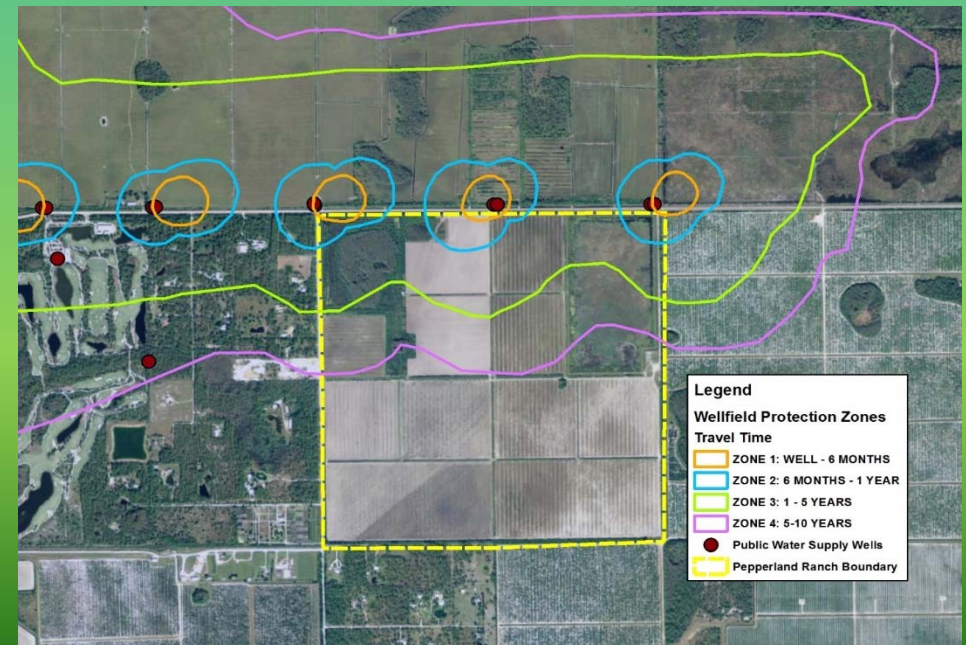 Legend
Wellfield Protection Zones
Travel Time
ZONE 1: WELL - 6 MONTHS
ZONE 2: 6 MONTHS - 1 YEAR
ZONE 3: 1 - 5 YEARS
ZONE 4: 5-10 YEARS
Public Water Supply Wells
Pepperland Ranch Boundary